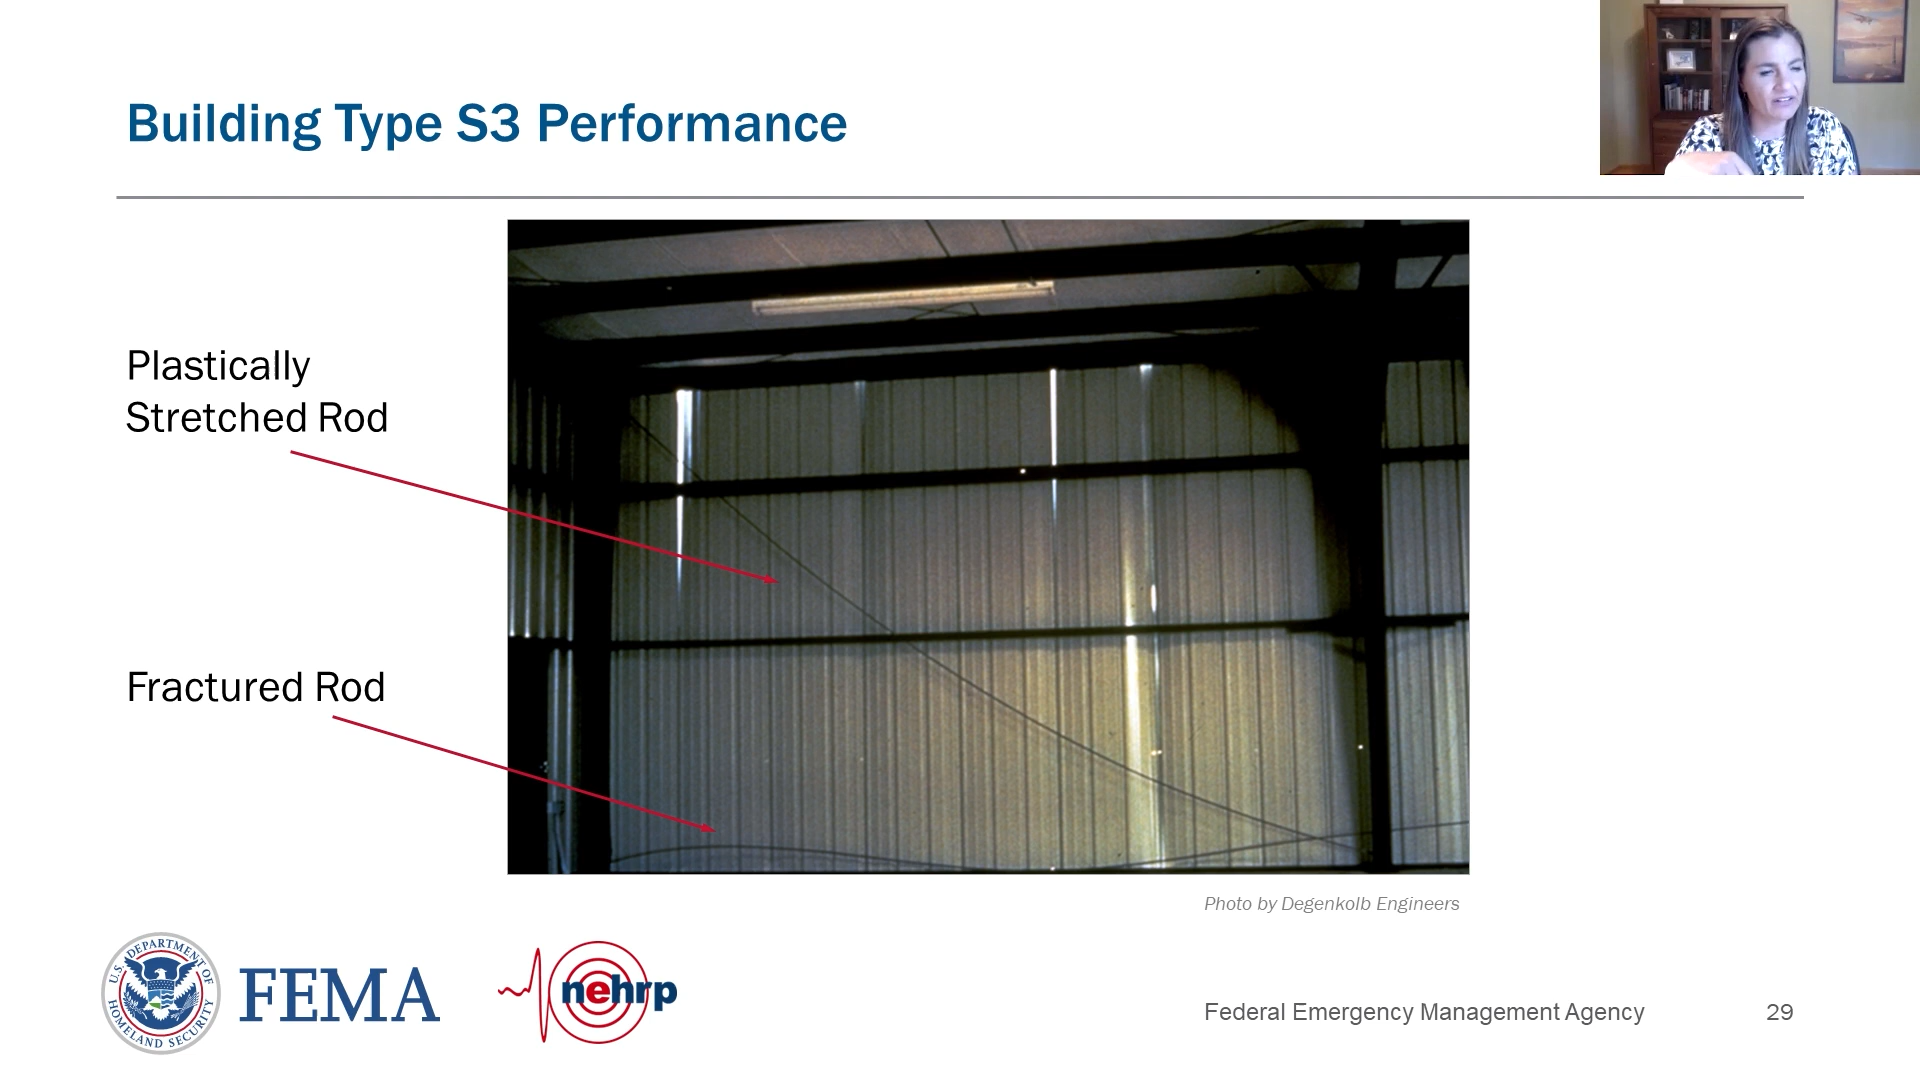 Building Type S3 Performance
Plastically
Stretched Rod
Fractured Rod
Photo by Degenkolb Engineers
U.S. DEPARTMENT OF
HOMELAND SECURITY
FEMA
nehrp
Federal Emergency Management Agency
29